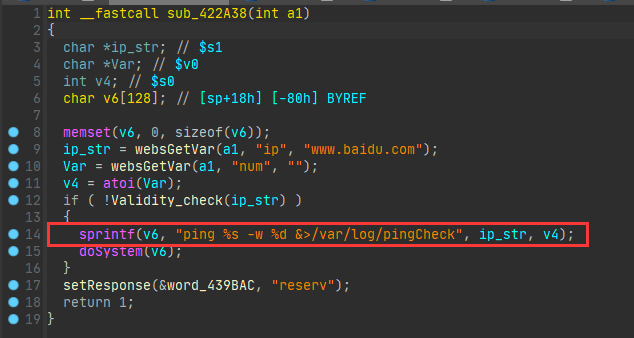 1 int __fastcall sub_422A38(int a1)
2 {
3 char *ip_str; // $s1
4 char *Var; // $v0
5 int v4; // $s0
6 char v6[128]; // [sp+18h] [-80h] BYREF
7
8 memset(v6, 0, sizeof(v6));
9 ip_str = websGetVar(a1, "ip", "www.baidu.com");
10 Var = websGetVar(a1, "num", "");
11 v4 = atoi(Var);
12 if ( !Validity_check(ip_str) )
13 {
14 sprintf(v6, "ping %s -w %d &>/var/log/pingCheck", ip_str, v4);
15 doSystem(v6);
16 }
17 setResponse(&word_439BAC, "reserv");
18 return 1;
19 }